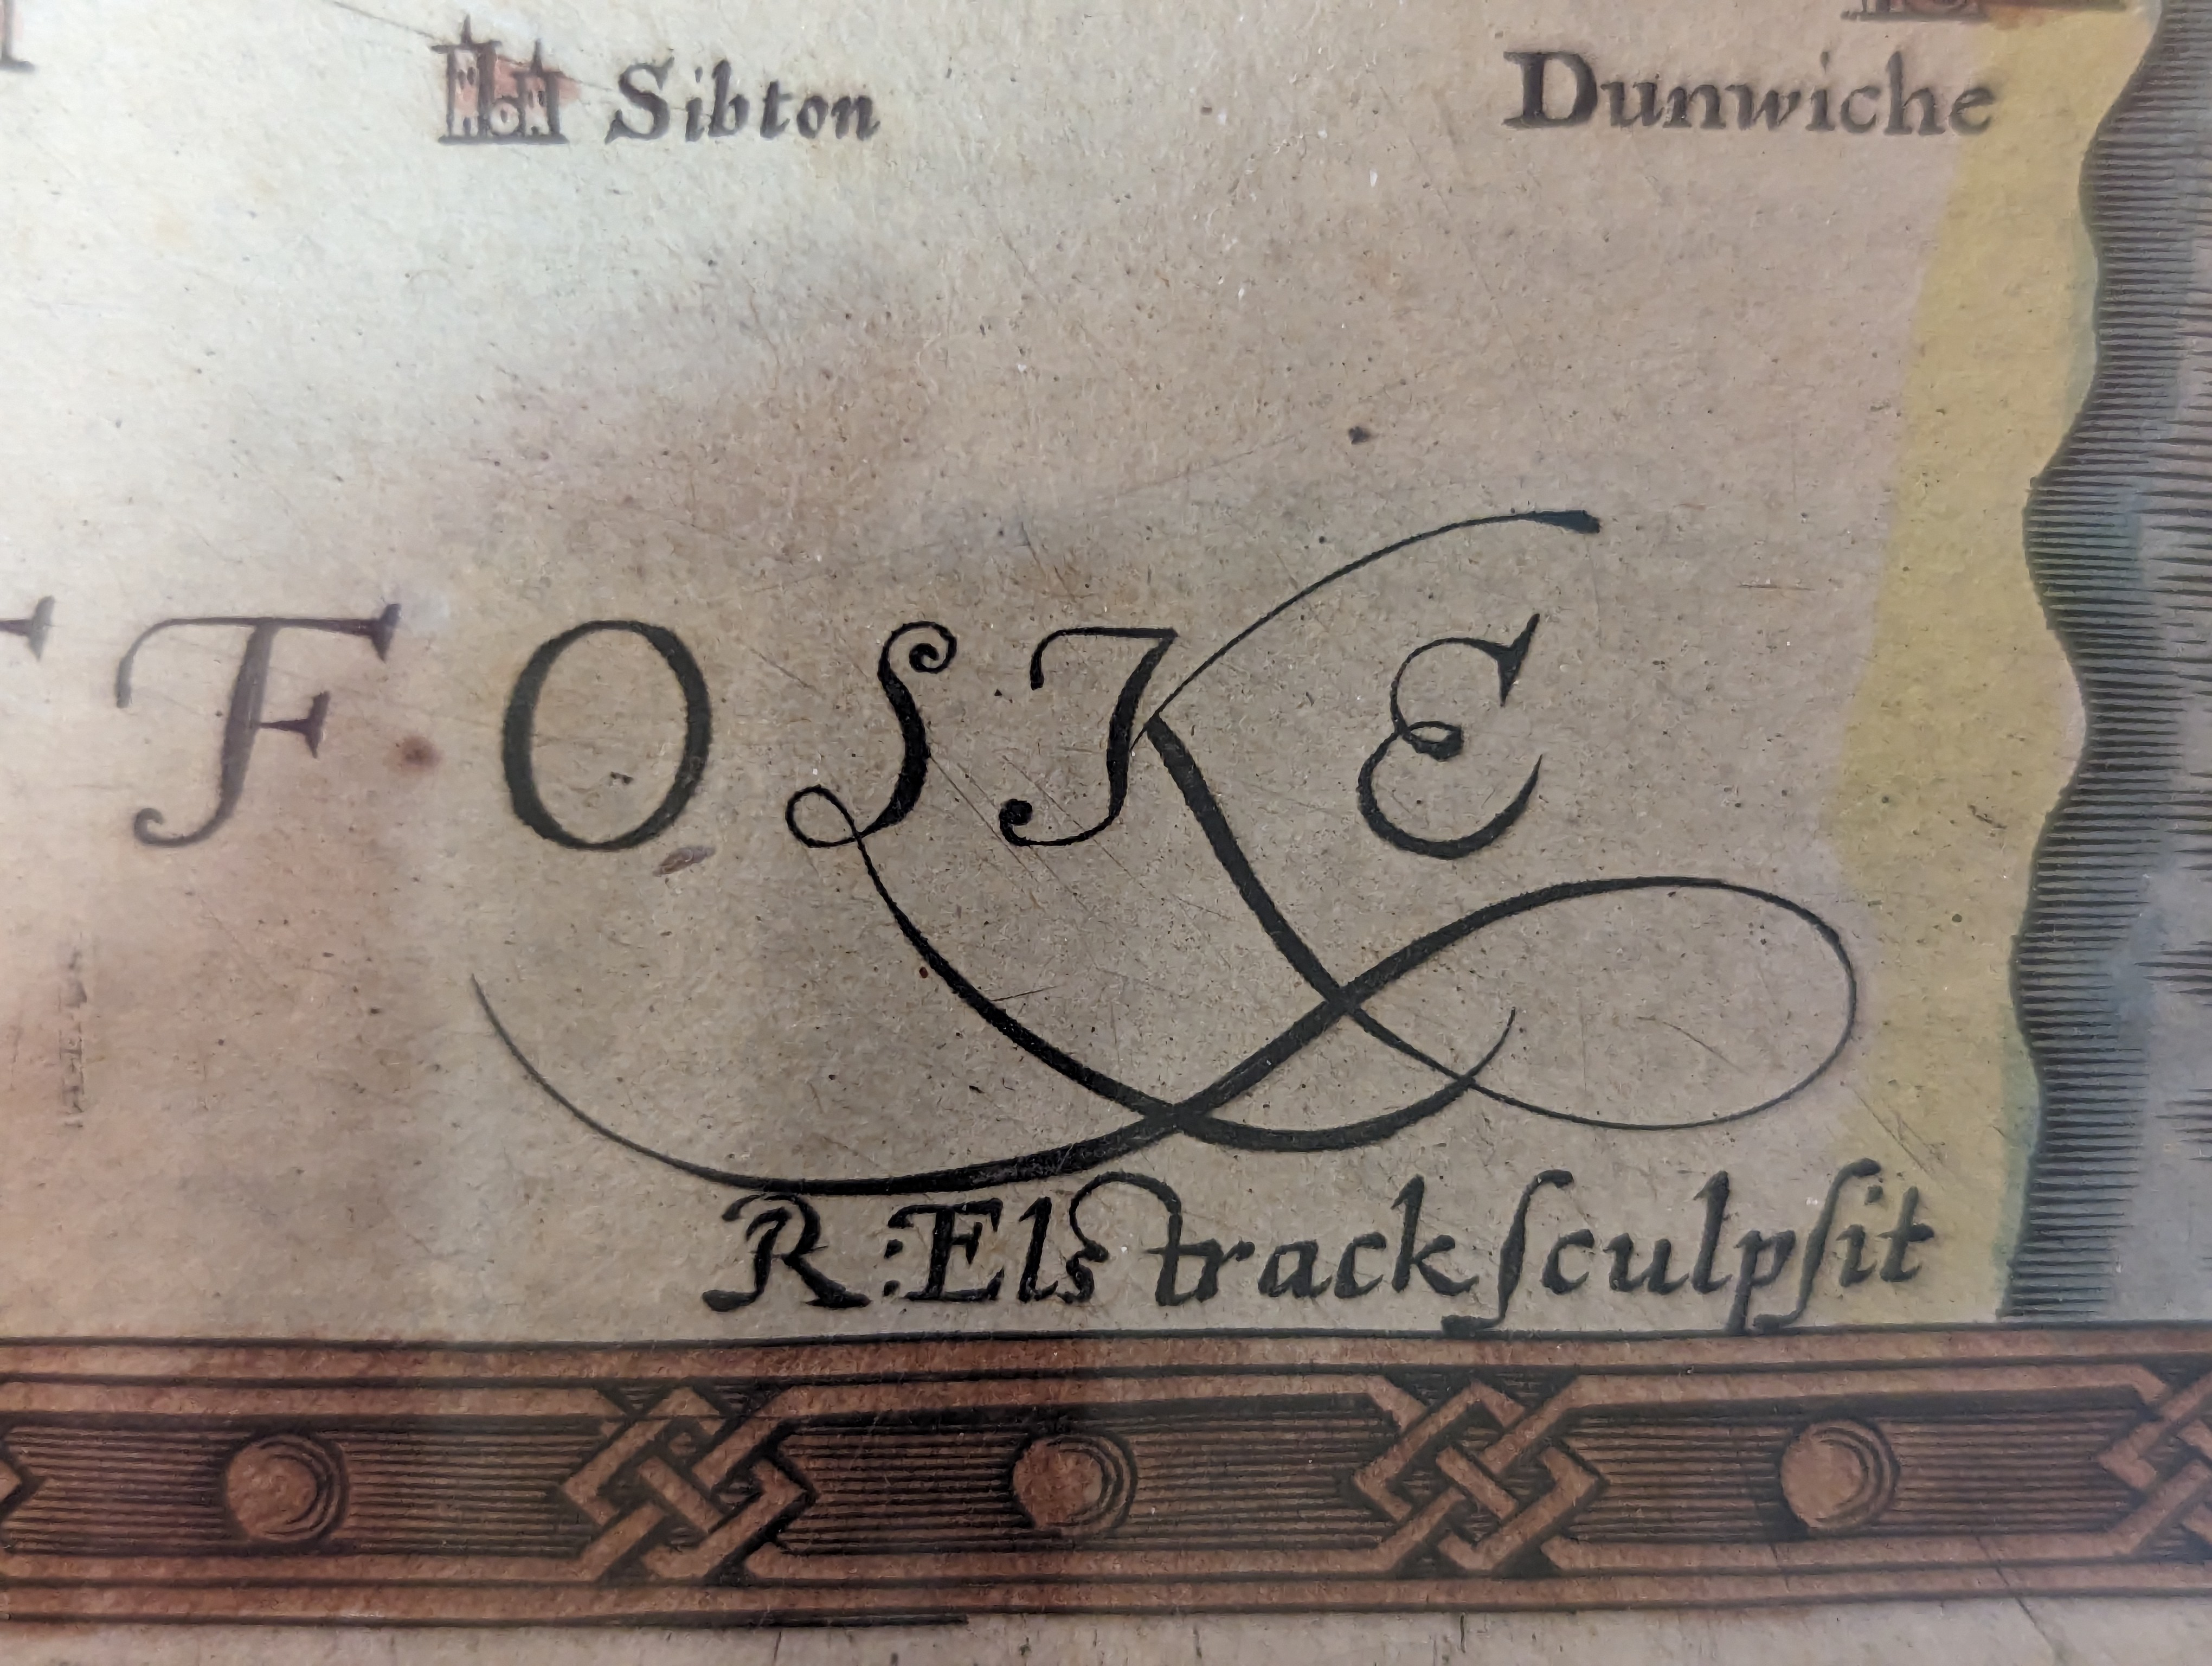 Sibton
Dunwiche
FOLKE
R: Elstrack ſculpſit